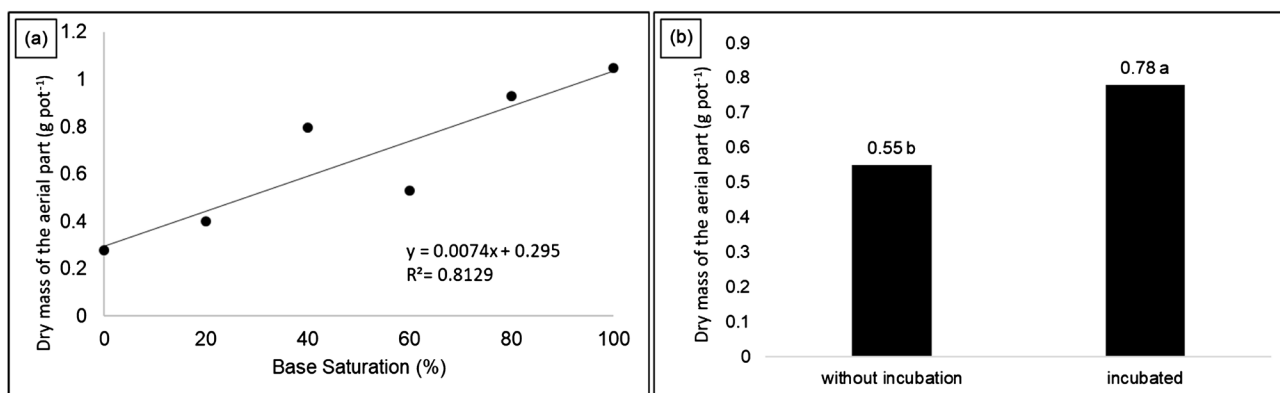 (a)
Dry mass of the aerial part (g pot⁻¹)
1.2
1
0.8
0.6
0.4
0.2
0
y = 0.0074x + 0.295
R² = 0.8129
0 20 40 60 80 100
Base Saturation (%)
(b)
Dry mass of the aerial part (g pot⁻¹)
0.9
0.8
0.7
0.6
0.5
0.4
0.3
0.2
0.1
0
0.55 b
0.78 a
without incubation
incubated